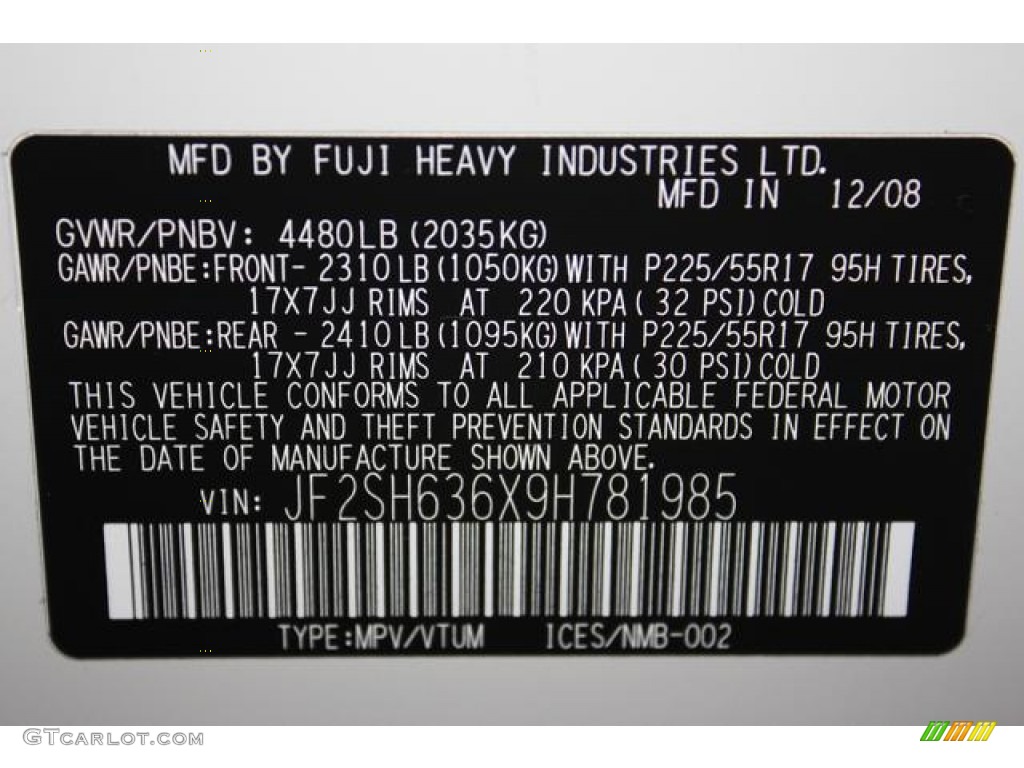 MFD BY FUJI HEAVY INDUSTRIES LTD.
MFD IN 12/08
GVWR/PNBV: 4480LB (2035KG)
GAWR/PNBE:FRONT- 2310LB (1050KG) WITH P225/55R17 95H TIRES,
17X7JJ RIMS AT 220 KPA ( 32 PSI) COLD
GAWR/PNBE:REAR - 2410LB (1095KG) WITH P225/55R17 95H TIRES,
17X7JJ RIMS AT 210 KPA ( 30 PSI) COLD
THIS VEHICLE CONFORMS TO ALL APPLICABLE FEDERAL MOTOR
VEHICLE SAFETY AND THEFT PREVENTION STANDARDS IN EFFECT ON
THE DATE OF MANUFACTURE SHOWN ABOVE.
VIN: JF2SH636X9H781985
TYPE:MPV/VTUM ICES/NMB-002
GTCARLOT.COM